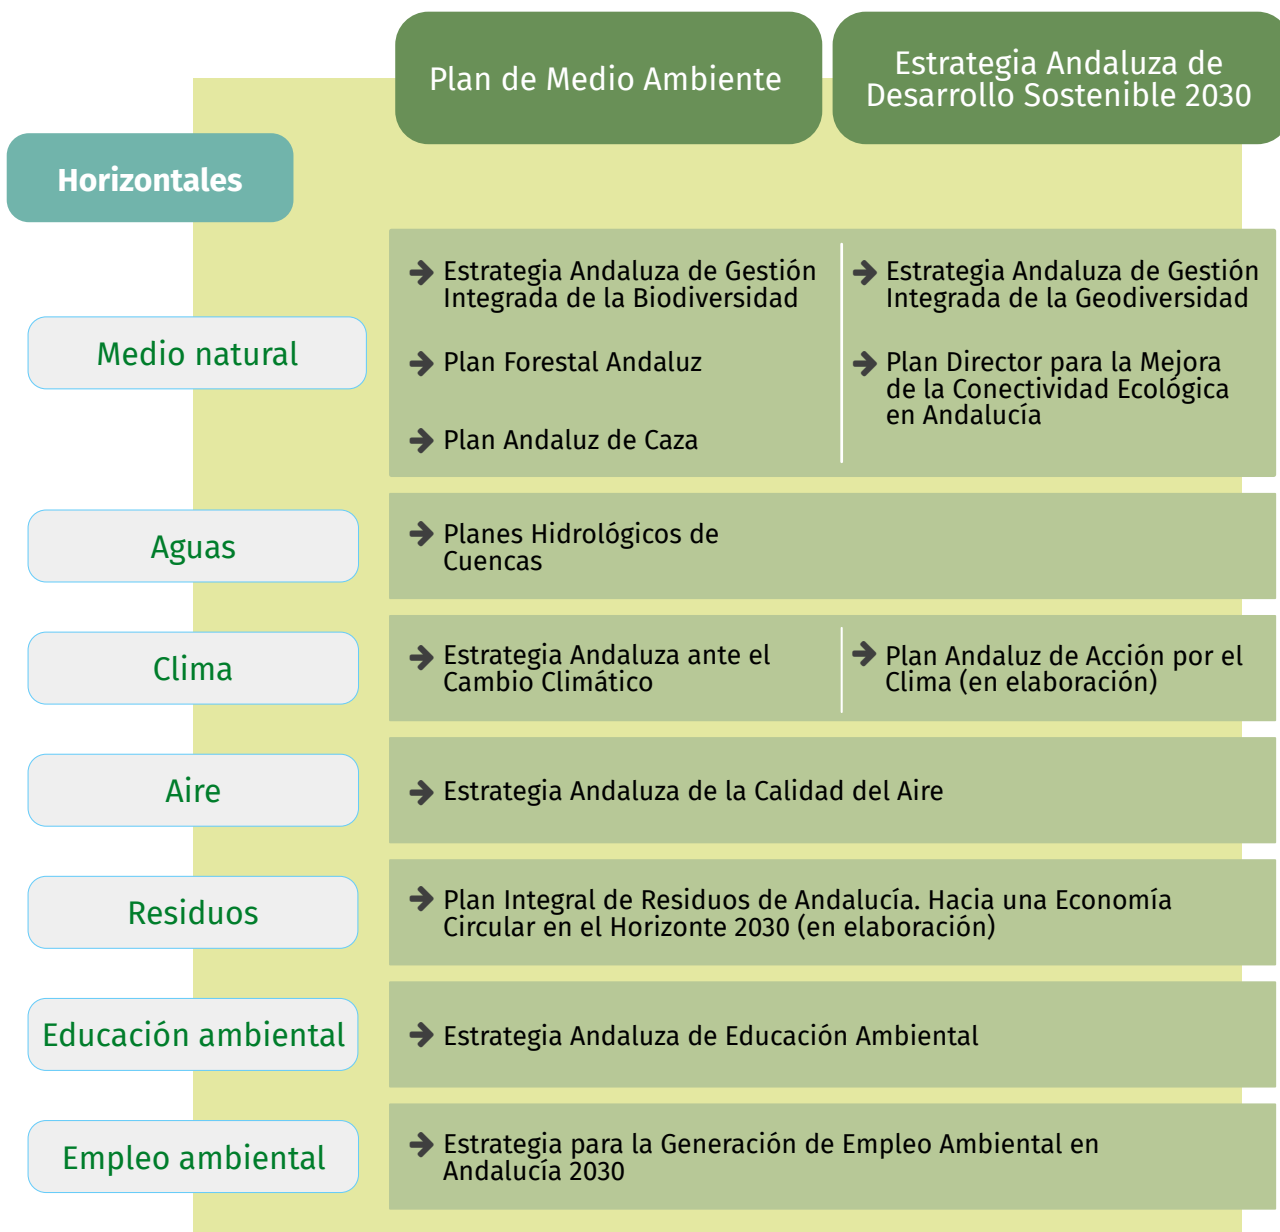 Plan de Medio Ambiente
Estrategia Andaluza de
Desarrollo Sostenible 2030
Horizontales
Medio natural
Estrategia Andaluza de Gestión
Integrada de la Biodiversidad
Plan Forestal Andaluz
Plan Andaluz de Caza
Estrategia Andaluza de Gestión
Integrada de la Geodiversidad
Plan Director para la Mejora
de la Conectividad Ecológica
en Andalucía
Aguas
Planes Hidrológicos de
Cuencas
Clima
Estrategia Andaluza ante el
Cambio Climático
Plan Andaluz de Acción por el
Clima (en elaboración)
Aire
Estrategia Andaluza de la Calidad del Aire
Residuos
Plan Integral de Residuos de Andalucía. Hacia una Economía
Circular en el Horizonte 2030 (en elaboración)
Educación ambiental
Estrategia Andaluza de Educación Ambiental
Empleo ambiental
Estrategia para la Generación de Empleo Ambiental en
Andalucía 2030